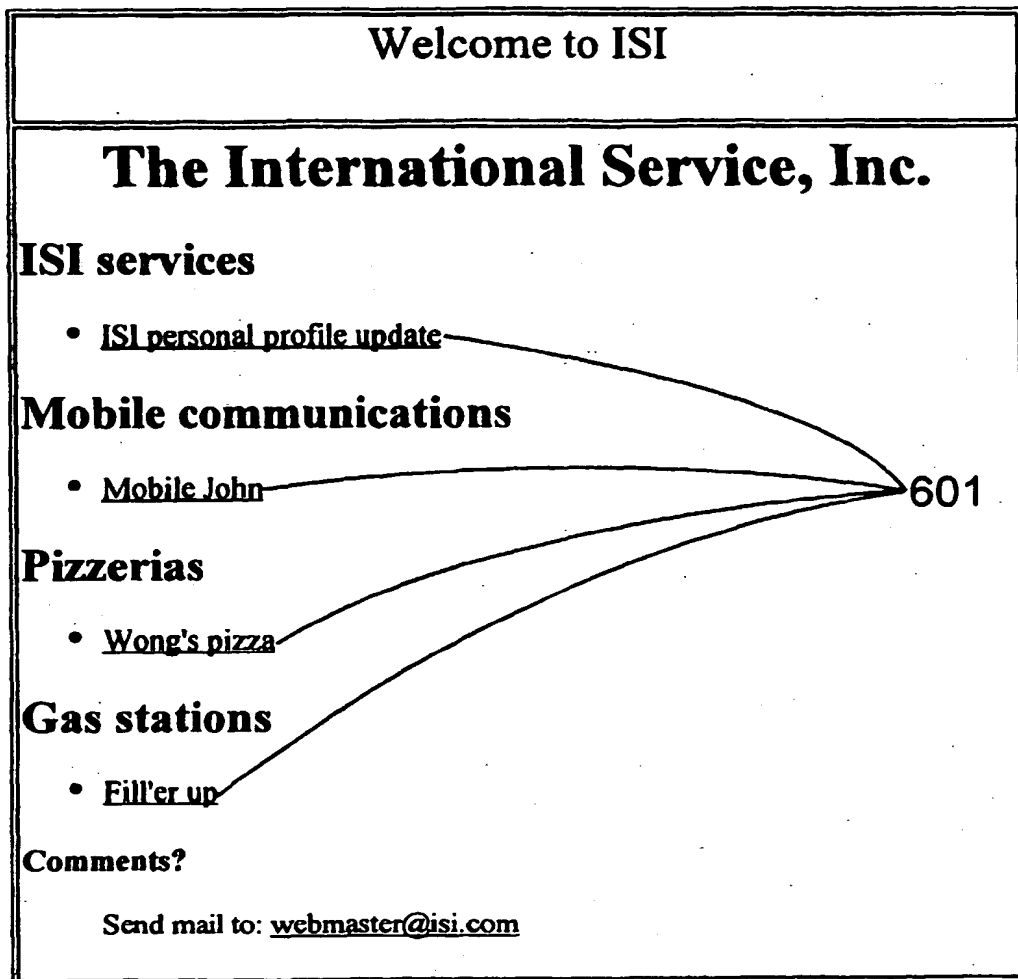 Welcome to ISI
The International Service, Inc.
ISI services
• ISI personal profile update
Mobile communications
• Mobile John
601
Pizzerias
• Wong's pizza
Gas stations
• Fill'er up
Comments?
Send mail to: webmaster@isi.com